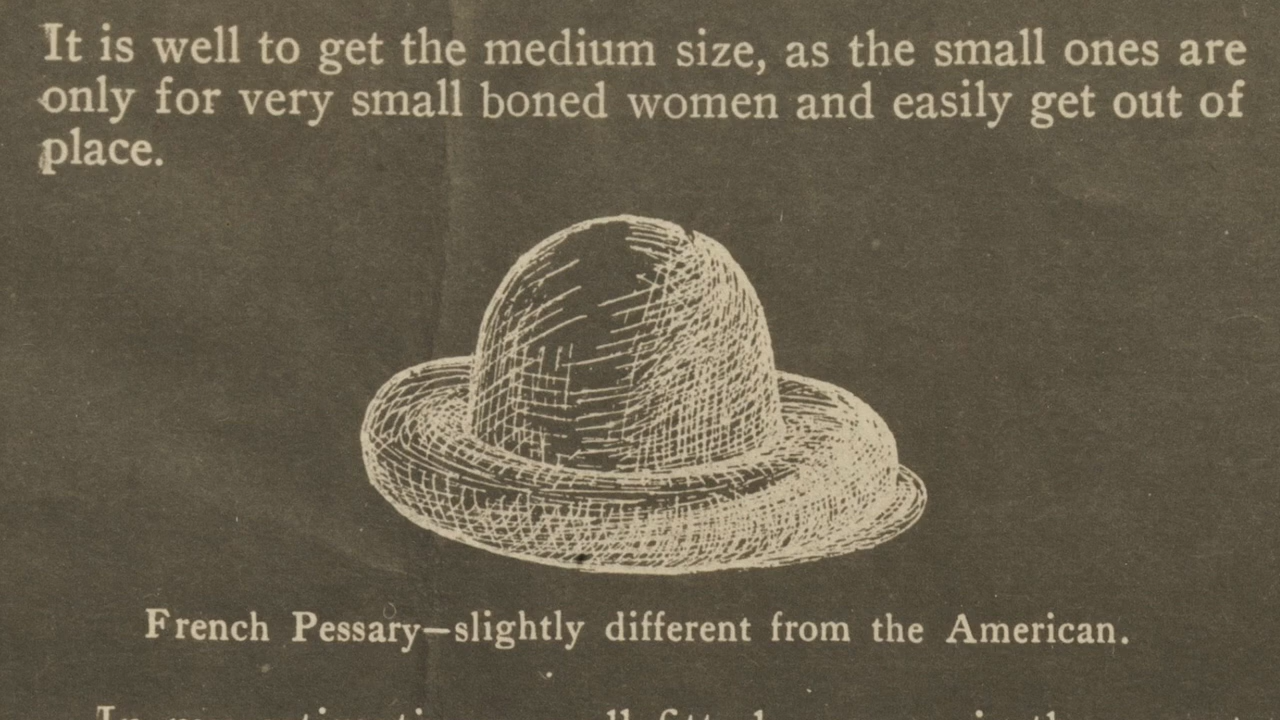 It is well to get the medium size, as the small ones are
only for very small boned women and easily get out of
place.
French Pessary—slightly different from the American.
In